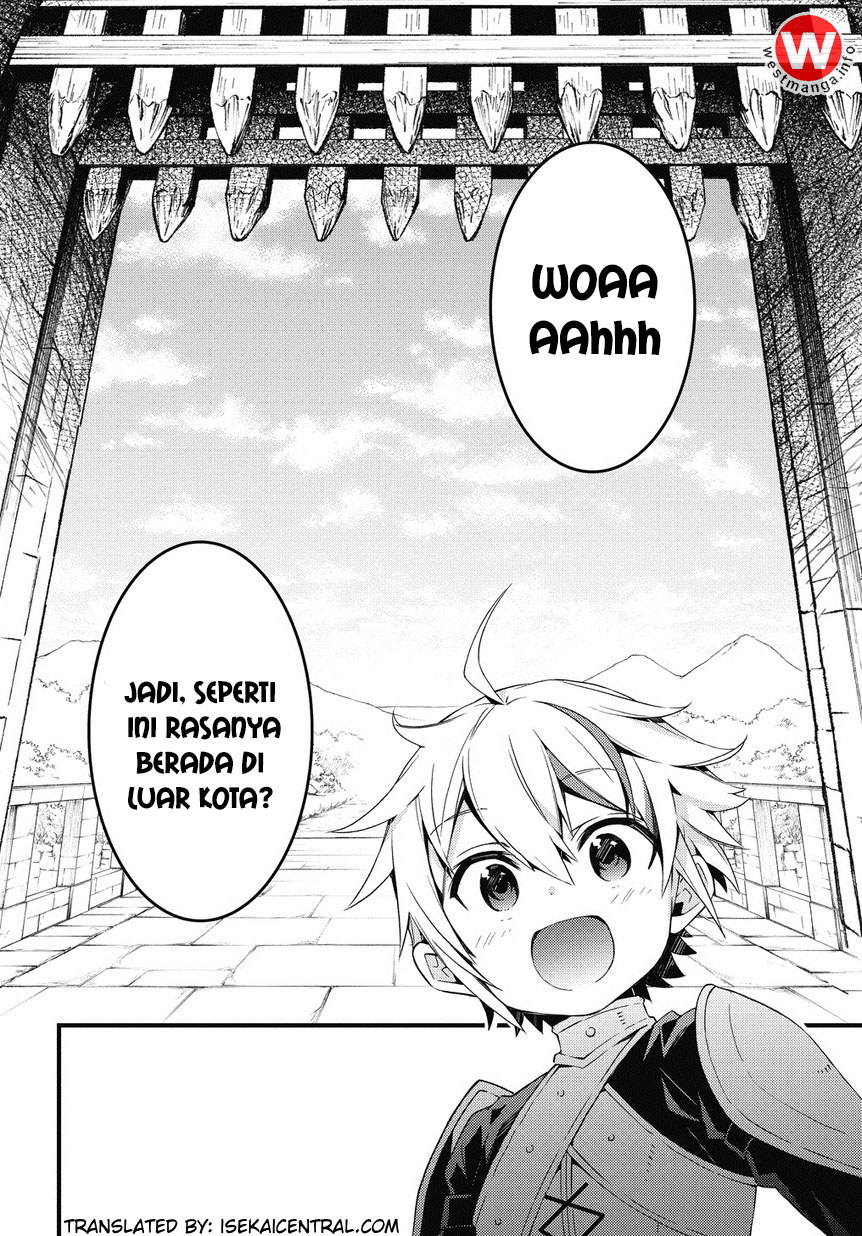 W
westmanga.info
WOAA
AAhhh
JADI, SEPERTI
INI RASANYA
BERADA DI
LUAR KOTA?
TRANSLATED BY: ISEKAICENTRAL.COM